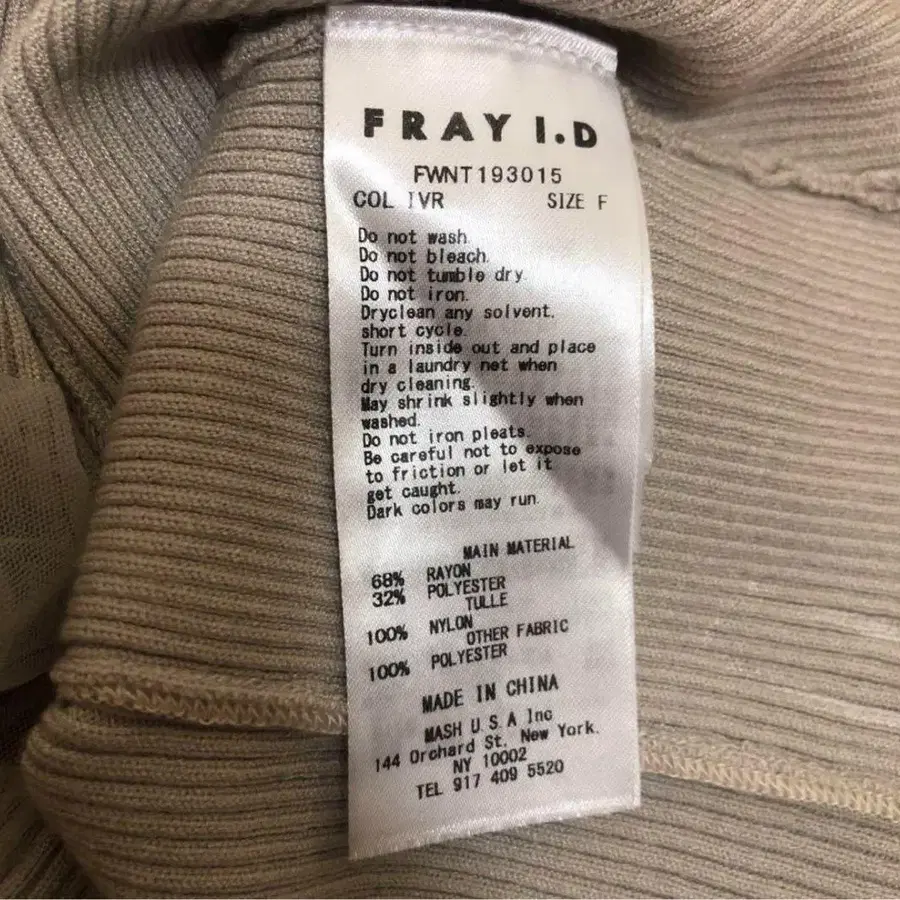 FRAY I.D
FWNT193015
COL IVR SIZE F
Do not wash.
Do not bleach.
Do not tumble dry.
Do not iron.
Dryclean any solvent.
short cycle.
Turn inside out and place
in a laundry net when
dry cleaning.
May shrink slightly when
washed.
Do not iron pleats.
Be careful not to expose
to friction or let it
get caught.
Dark colors may run.
MAIN MATERIAL
68% RAYON
32% POLYESTER
TULLE
100% NYLON
OTHER FABRIC
100% POLYESTER
MADE IN CHINA
MASH U.S.A Inc
144 Orchard St. New York.
NY 10002
TEL 917 409 5520